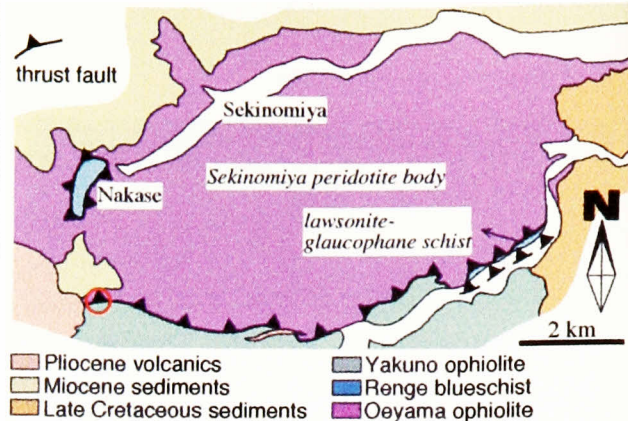 thrust fault
Sekinomiya
Nakase
Sekinomiya peridotite body
lawsonite-
glaucophane schist
N
2 km
Pliocene volcanics
Miocene sediments
Late Cretaceous sediments
Yakuno ophiolite
Renge blueschist
Oeyama ophiolite